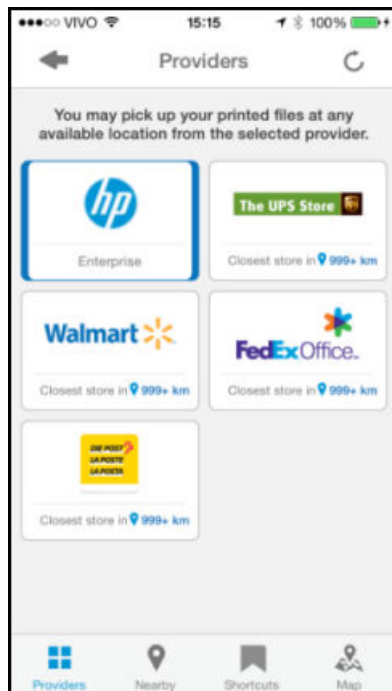 VIVO 15:15 100%
Providers
You may pick up your printed files at any
available location from the selected provider.
hp
Enterprise
The UPS Store
Closest store in 999+ km
Walmart
Closest store in 999+ km
FedEx Office.
Closest store in 999+ km
DIE POST
LA POSTE
LA POSTA
Closest store in 999+ km
Providers Nearby Shortcuts Map